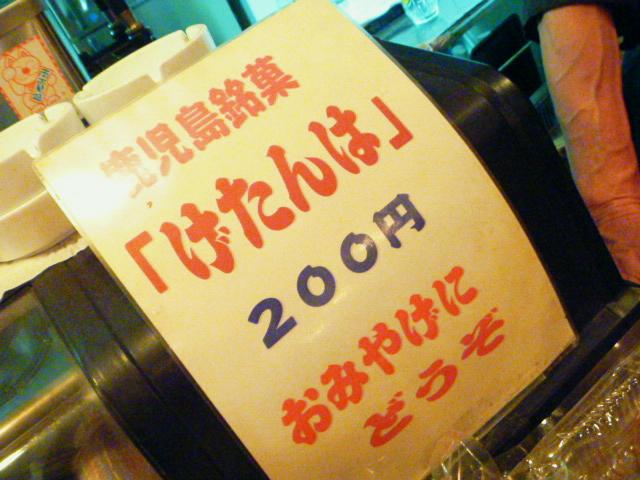 鹿児島銘菓
「げたんは」
200円
おみやげに
どうぞ